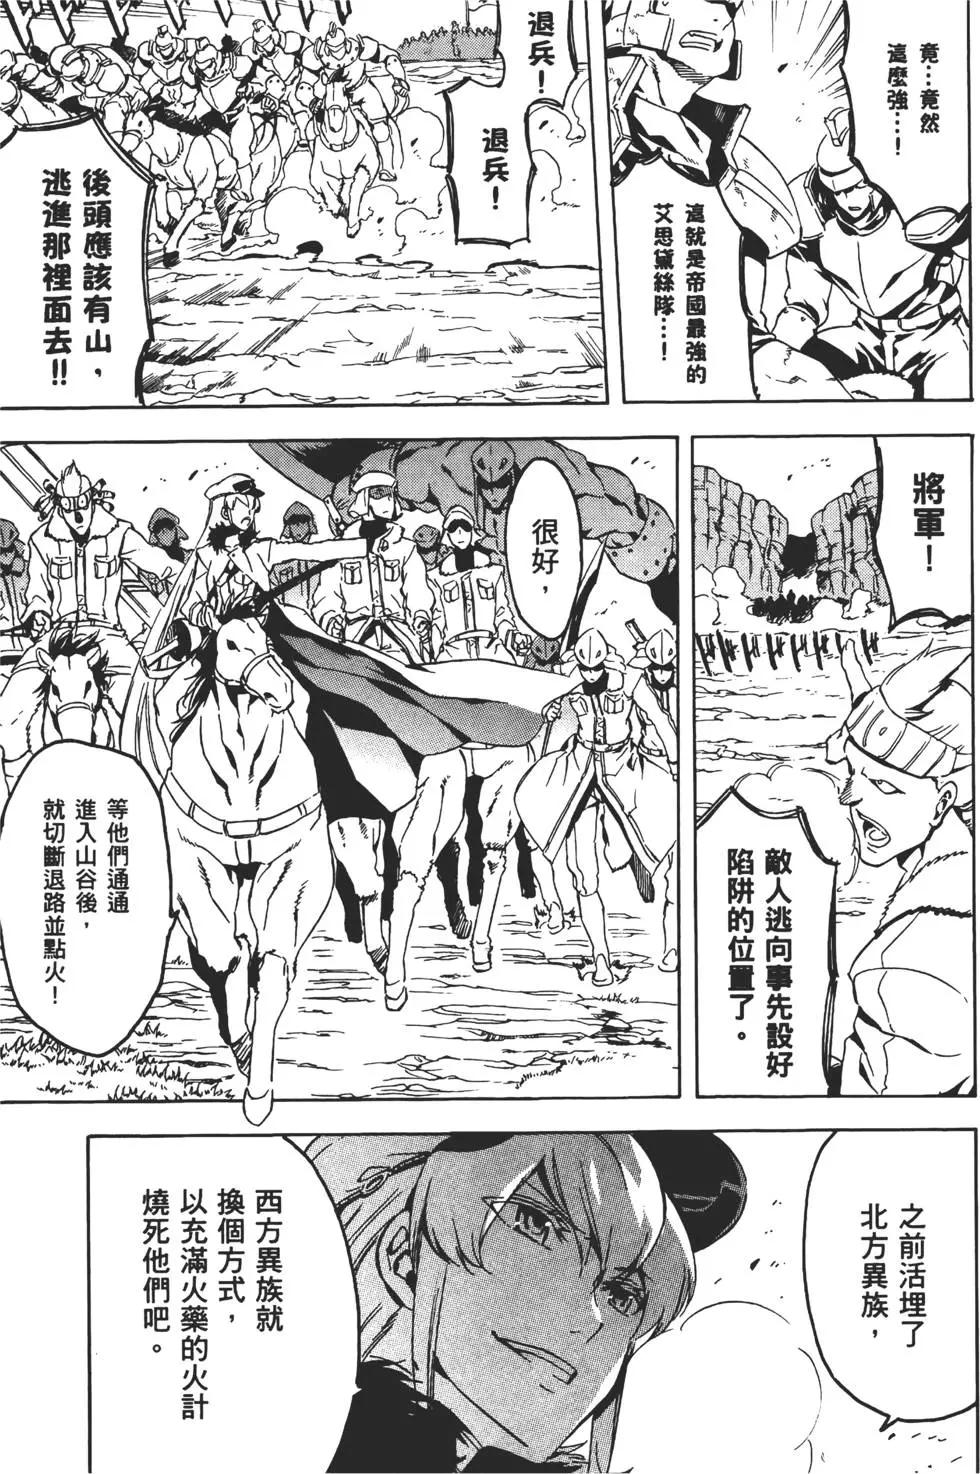 竟…竟然
這麼強…!
這就是帝國最強的
艾思黛絲隊…!
退兵!
退兵!
後頭應該有山,
逃進那裡面去!!
將軍!
敵人逃向事先設好
陷阱的位置了。
很好,
等他們通通
進入山谷後,
就切斷退路並點火!
之前活埋了
北方異族,
西方異族就
換個方式,
以充滿火藥的火計
燒死他們吧。